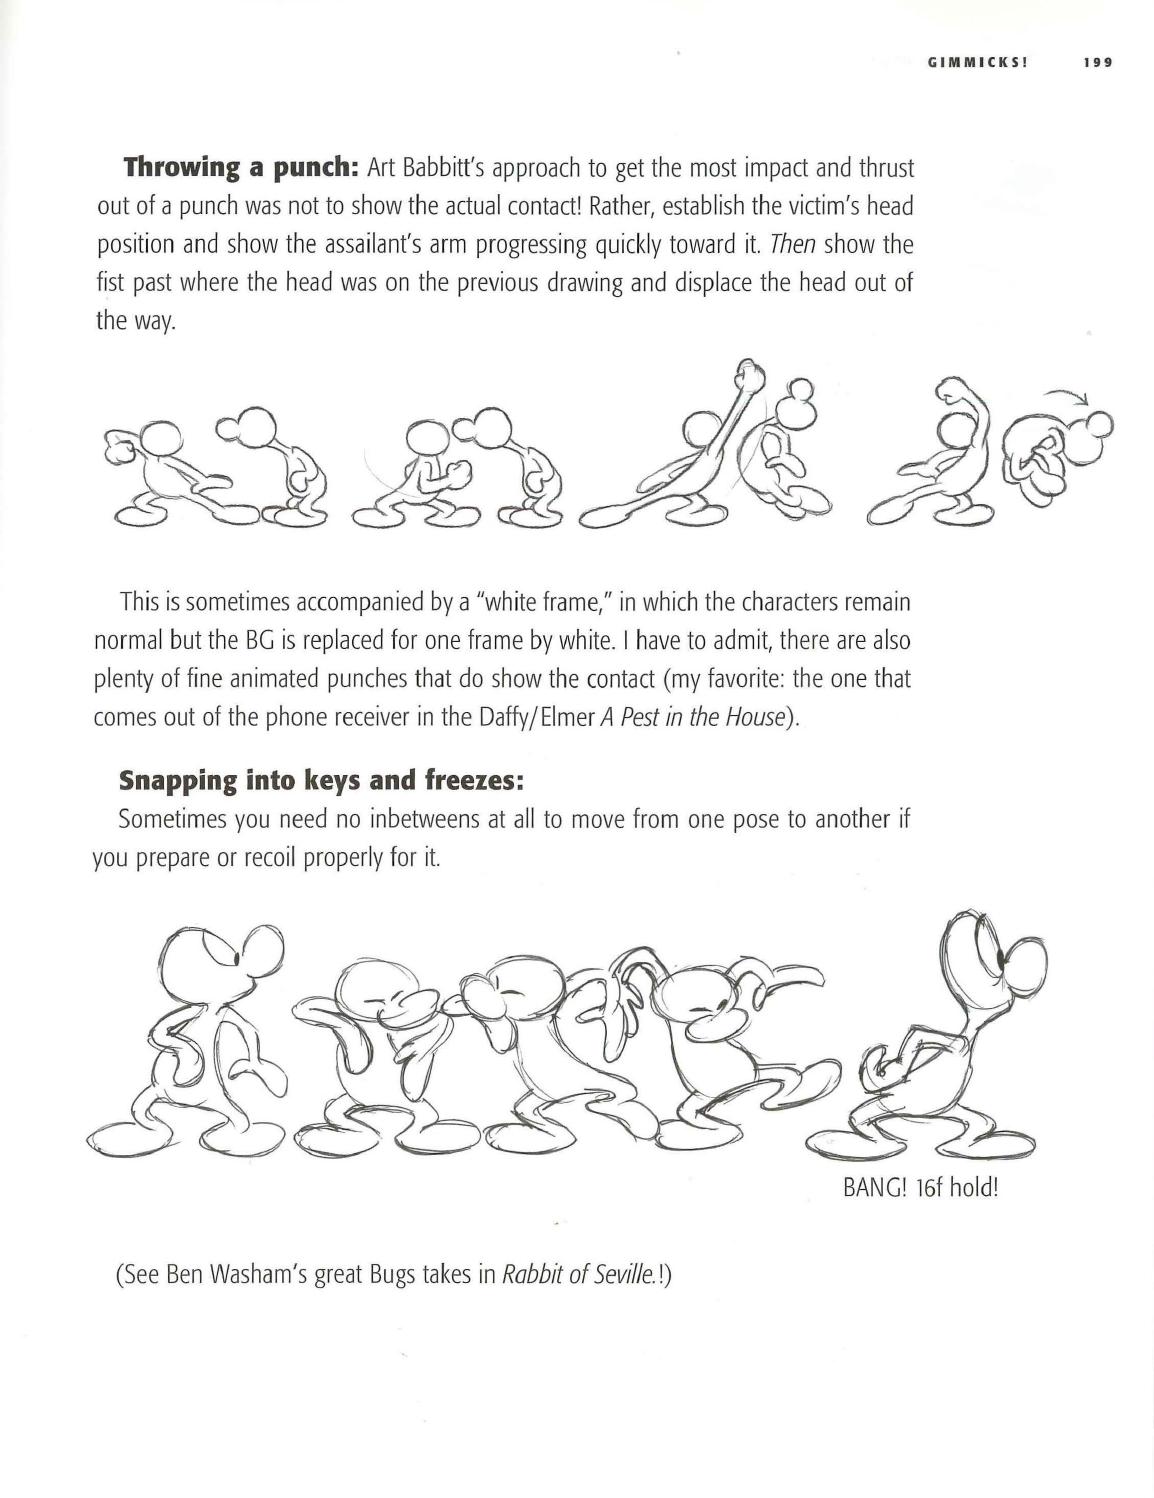 GIMMICKS! 199
Throwing a punch: Art Babbitt's approach to get the most impact and thrust
out of a punch was not to show the actual contact! Rather, establish the victim's head
position and show the assailant's arm progressing quickly toward it. Then show the
fist past where the head was on the previous drawing and displace the head out of
the way.
This is sometimes accompanied by a "white frame," in which the characters remain
normal but the BG is replaced for one frame by white. I have to admit, there are also
plenty of fine animated punches that do show the contact (my favorite: the one that
comes out of the phone receiver in the Daffy/Elmer A Pest in the House).
Snapping into keys and freezes:
Sometimes you need no inbetweens at all to move from one pose to another if
you prepare or recoil properly for it.
BANG! 16f hold!
(See Ben Washam's great Bugs takes in Rabbit of Seville.!)